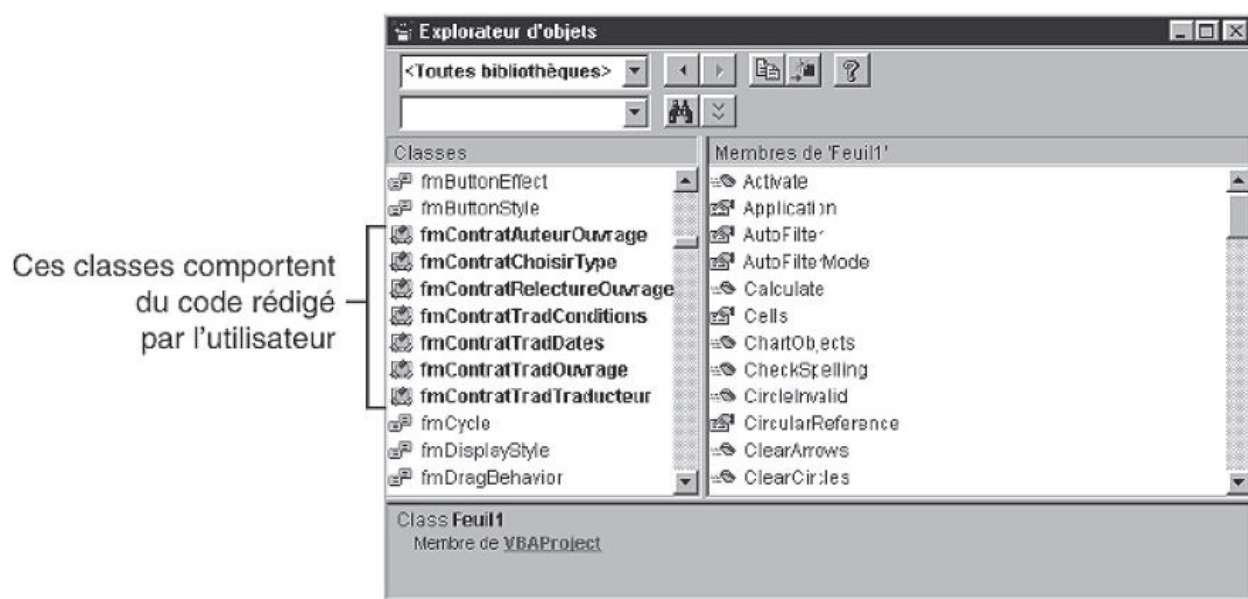 Explorateur d'objets
<Toutes bibliothèques>
Classes
fmButtonEffect
fmButtonStyle
fmContratAuteurOuvrage
fmContratChoisirType
fmContratRelectureOuvrage
fmContratTradConditions
fmContratTradDates
fmContratTradOuvrage
fmContratTradTraducteur
fmCycle
fmDisplayStyle
fmDragBehavior
Membres de 'Feuil1'
Activate
Application
AutoFilter
AutoFilterMode
Calculate
Cells
ChartObjects
CheckSpelling
CircleInvalid
CircularReference
ClearArrows
ClearCircles
Class Feuil1
Membre de VBAProject
Ces classes comportent
du code rédigé
par l'utilisateur